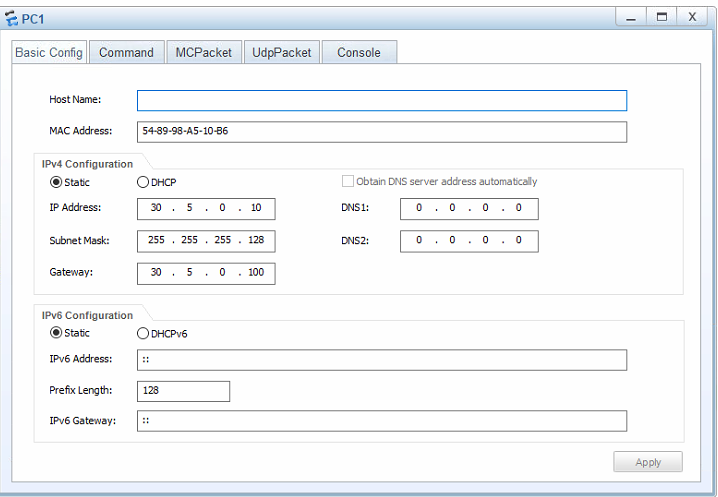 PC1
Basic Config Command MCPacket UdpPacket Console
Host Name:
MAC Address: 54-89-98-A5-10-B6
IPv4 Configuration
Static DHCP Obtain DNS server address automatically
IP Address: 30 . 5 . 0 . 10 DNS1: 0 . 0 . 0 . 0
Subnet Mask: 255 . 255 . 255 . 128 DNS2: 0 . 0 . 0 . 0
Gateway: 30 . 5 . 0 . 100
IPv6 Configuration
Static DHCPv6
IPv6 Address: ::
Prefix Length: 128
IPv6 Gateway: ::
Apply